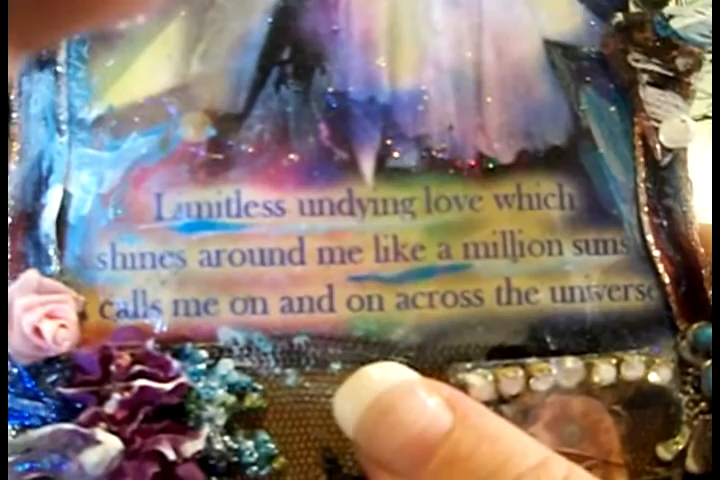 Limitless undying love which
shines around me like a million suns
calls me on and on across the universe